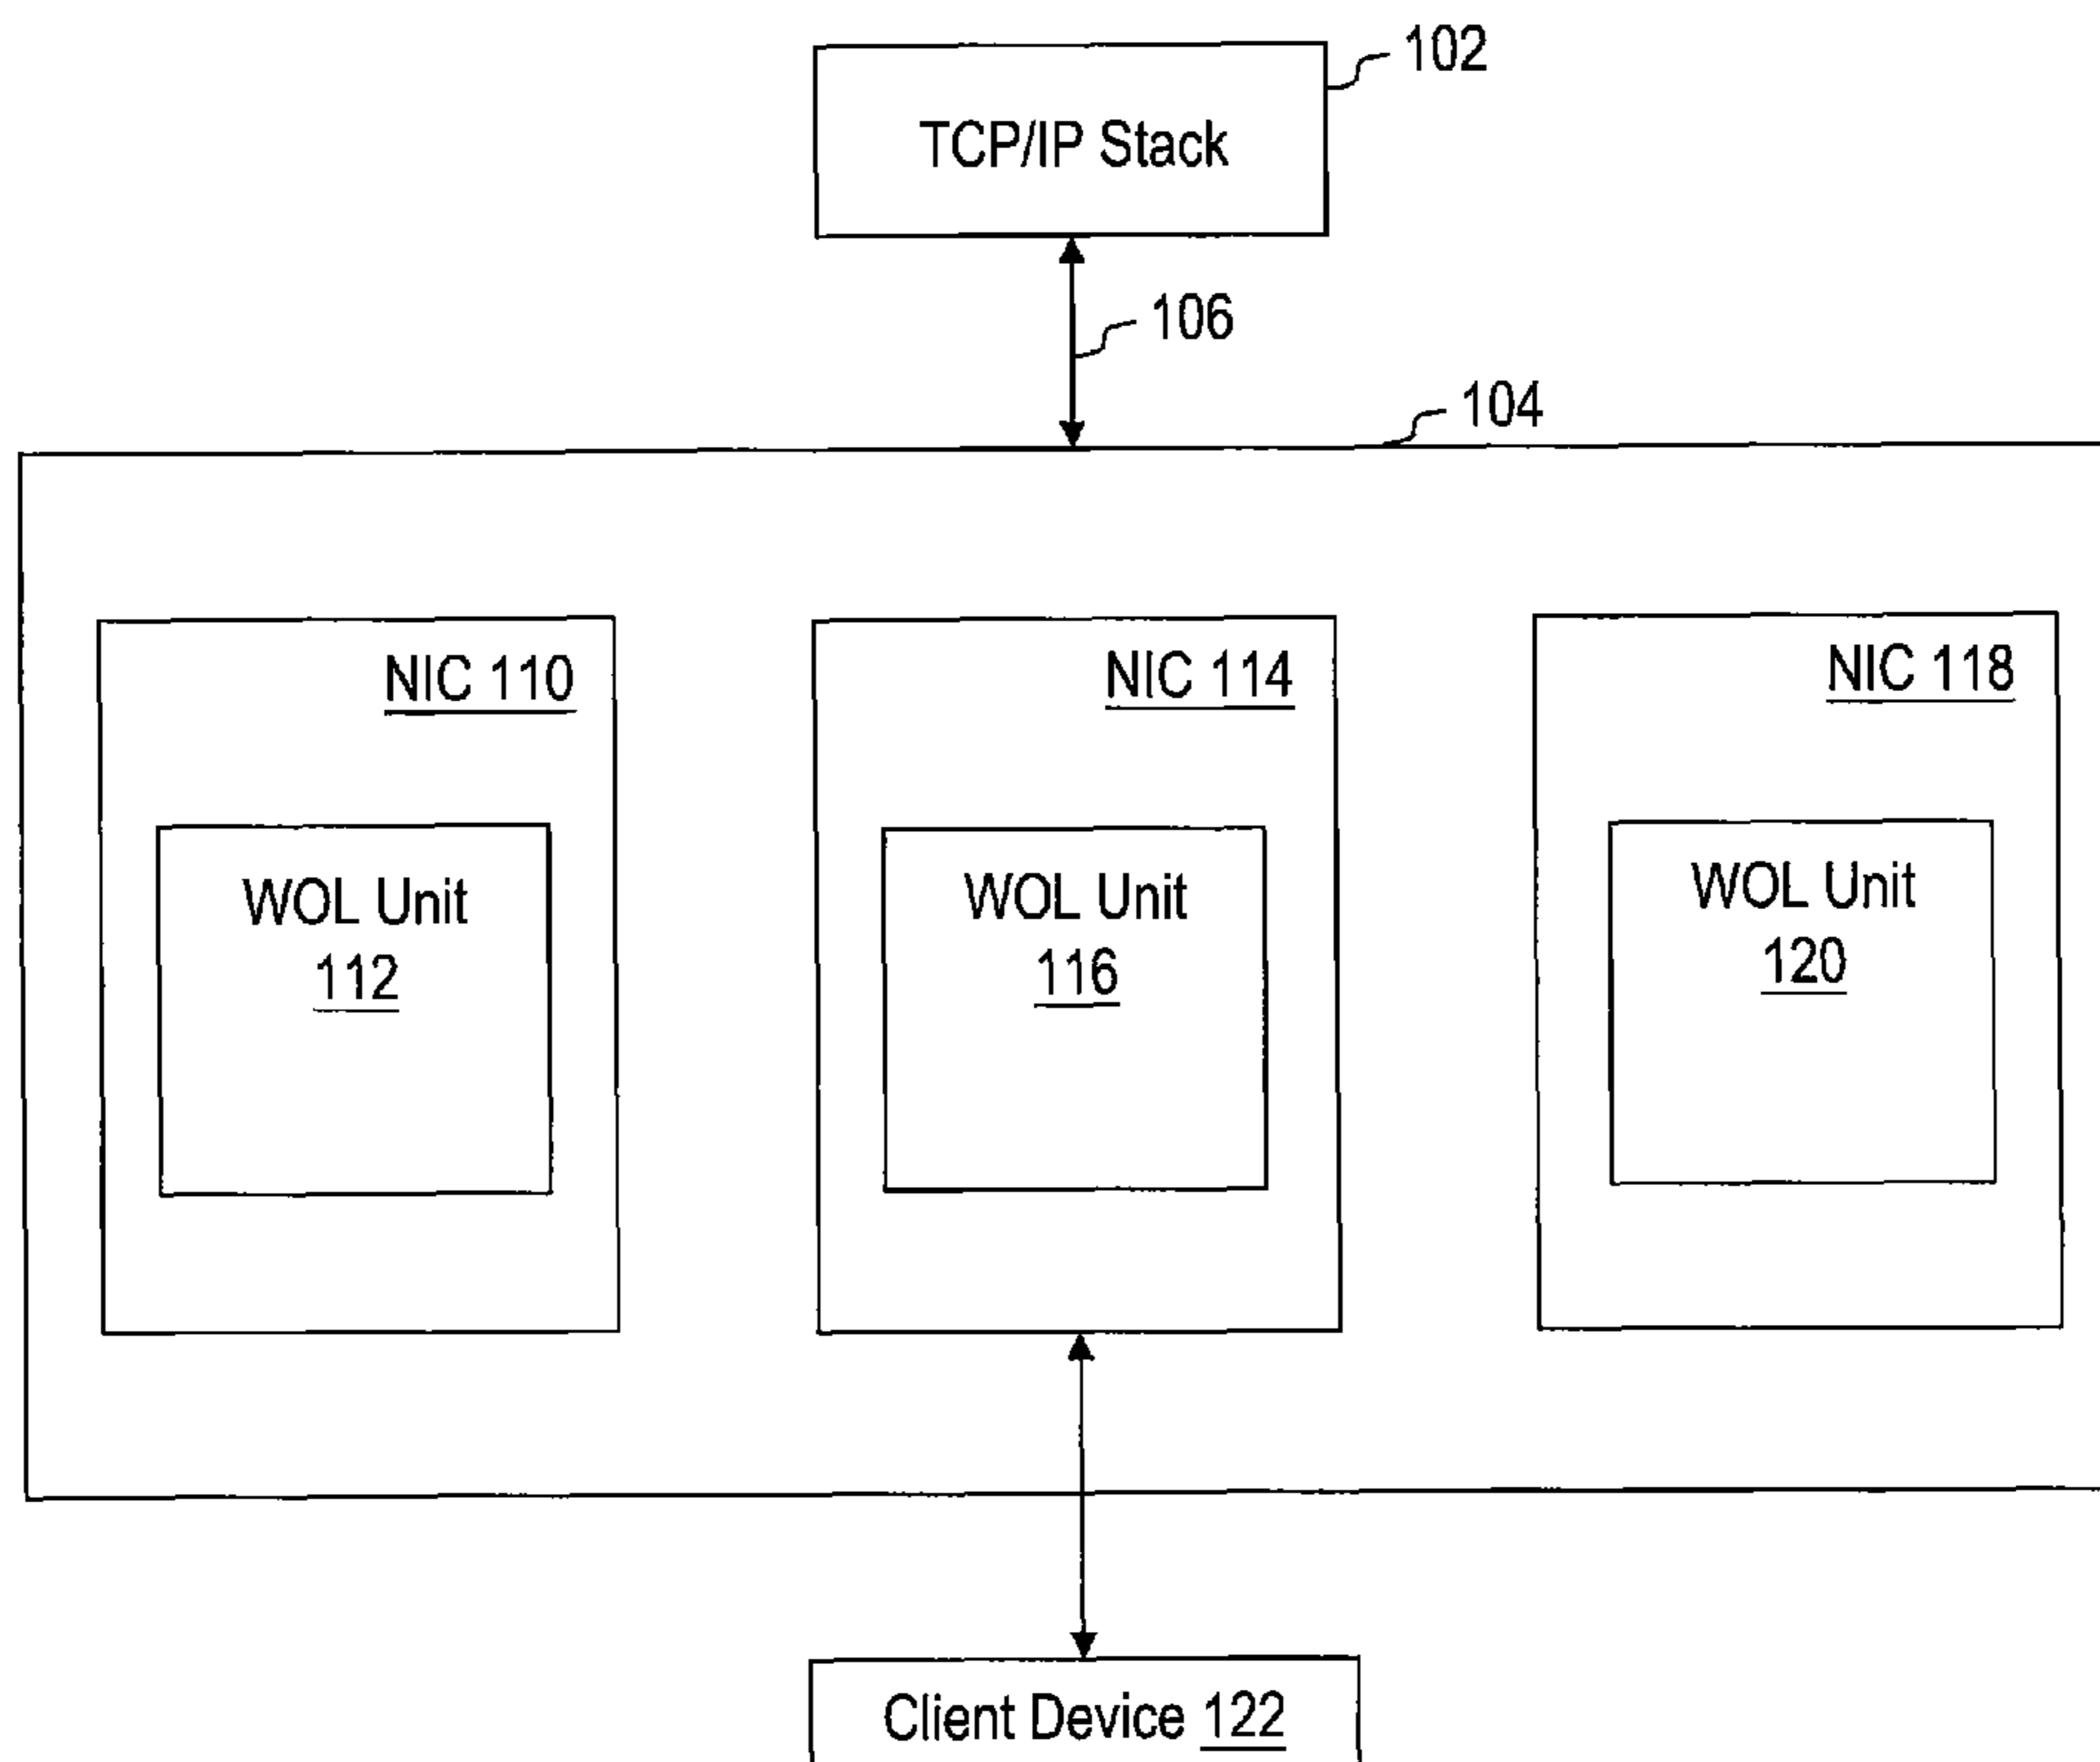 102
TCP/IP Stack
106
104
NIC 110
NIC 114
NIC 118
WOL Unit
112
WOL Unit
116
WOL Unit
120
Client Device 122